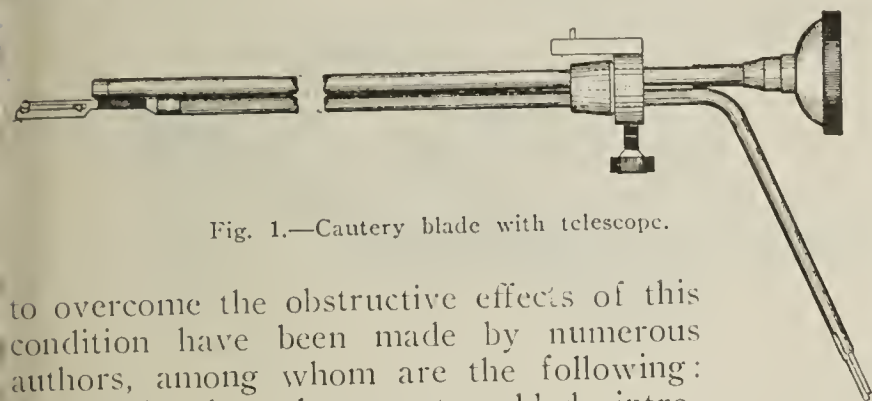 Fig. 1.—Cautery blade with telescope.
to overcome the obstructive effects of this
condition have been made by numerous
authors, among whom are the following: